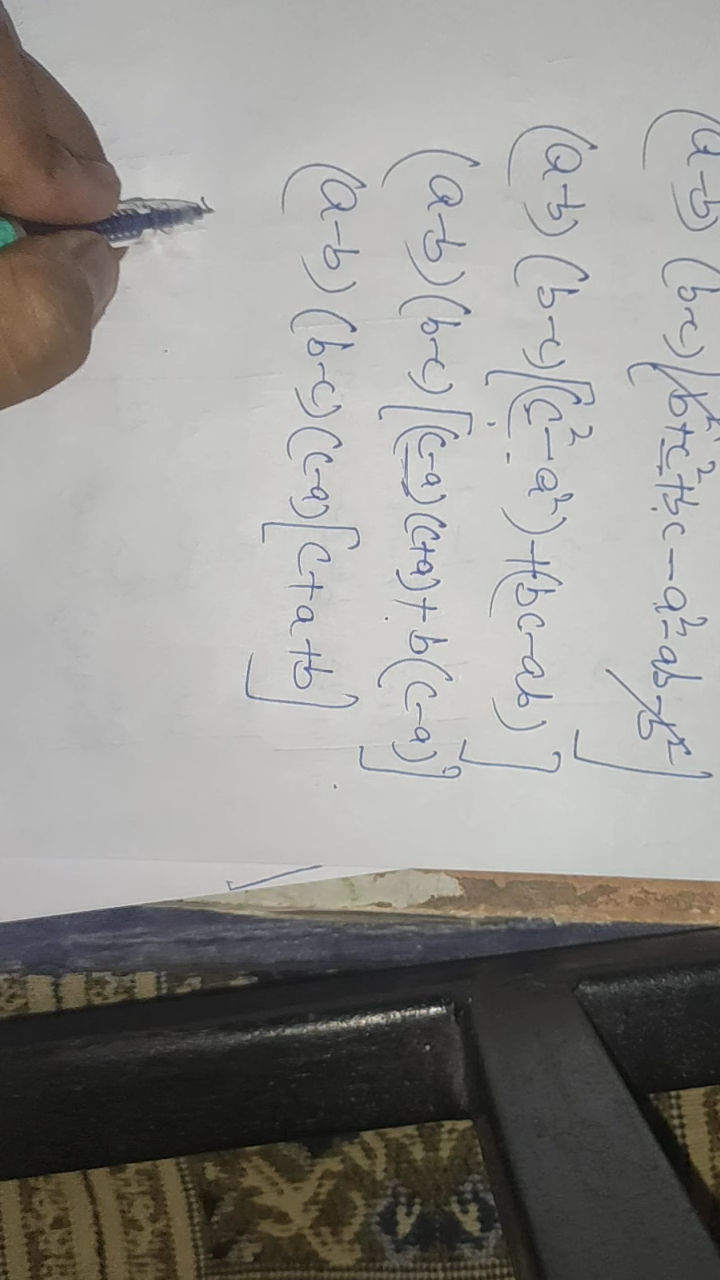 (a-b) (b-c) [b²+c²+bc-a²-ab-b²]
(a-b) (b-c) [(c²-a²)+(bc-ab)]
(a-b) (b-c) [(c-a)(c+a)+b(c-a)]
(a-b) (b-c) (c-a) [c+a+b]